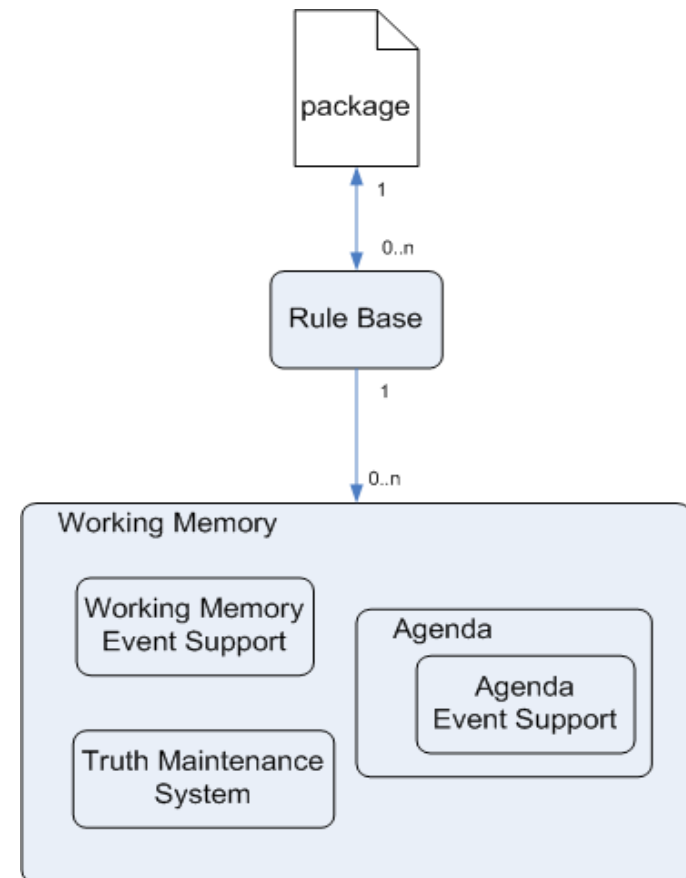 package
1
0..n
Rule Base
1
0..n
Working Memory
Working Memory
Event Support
Agenda
Agenda
Event Support
Truth Maintenance
System